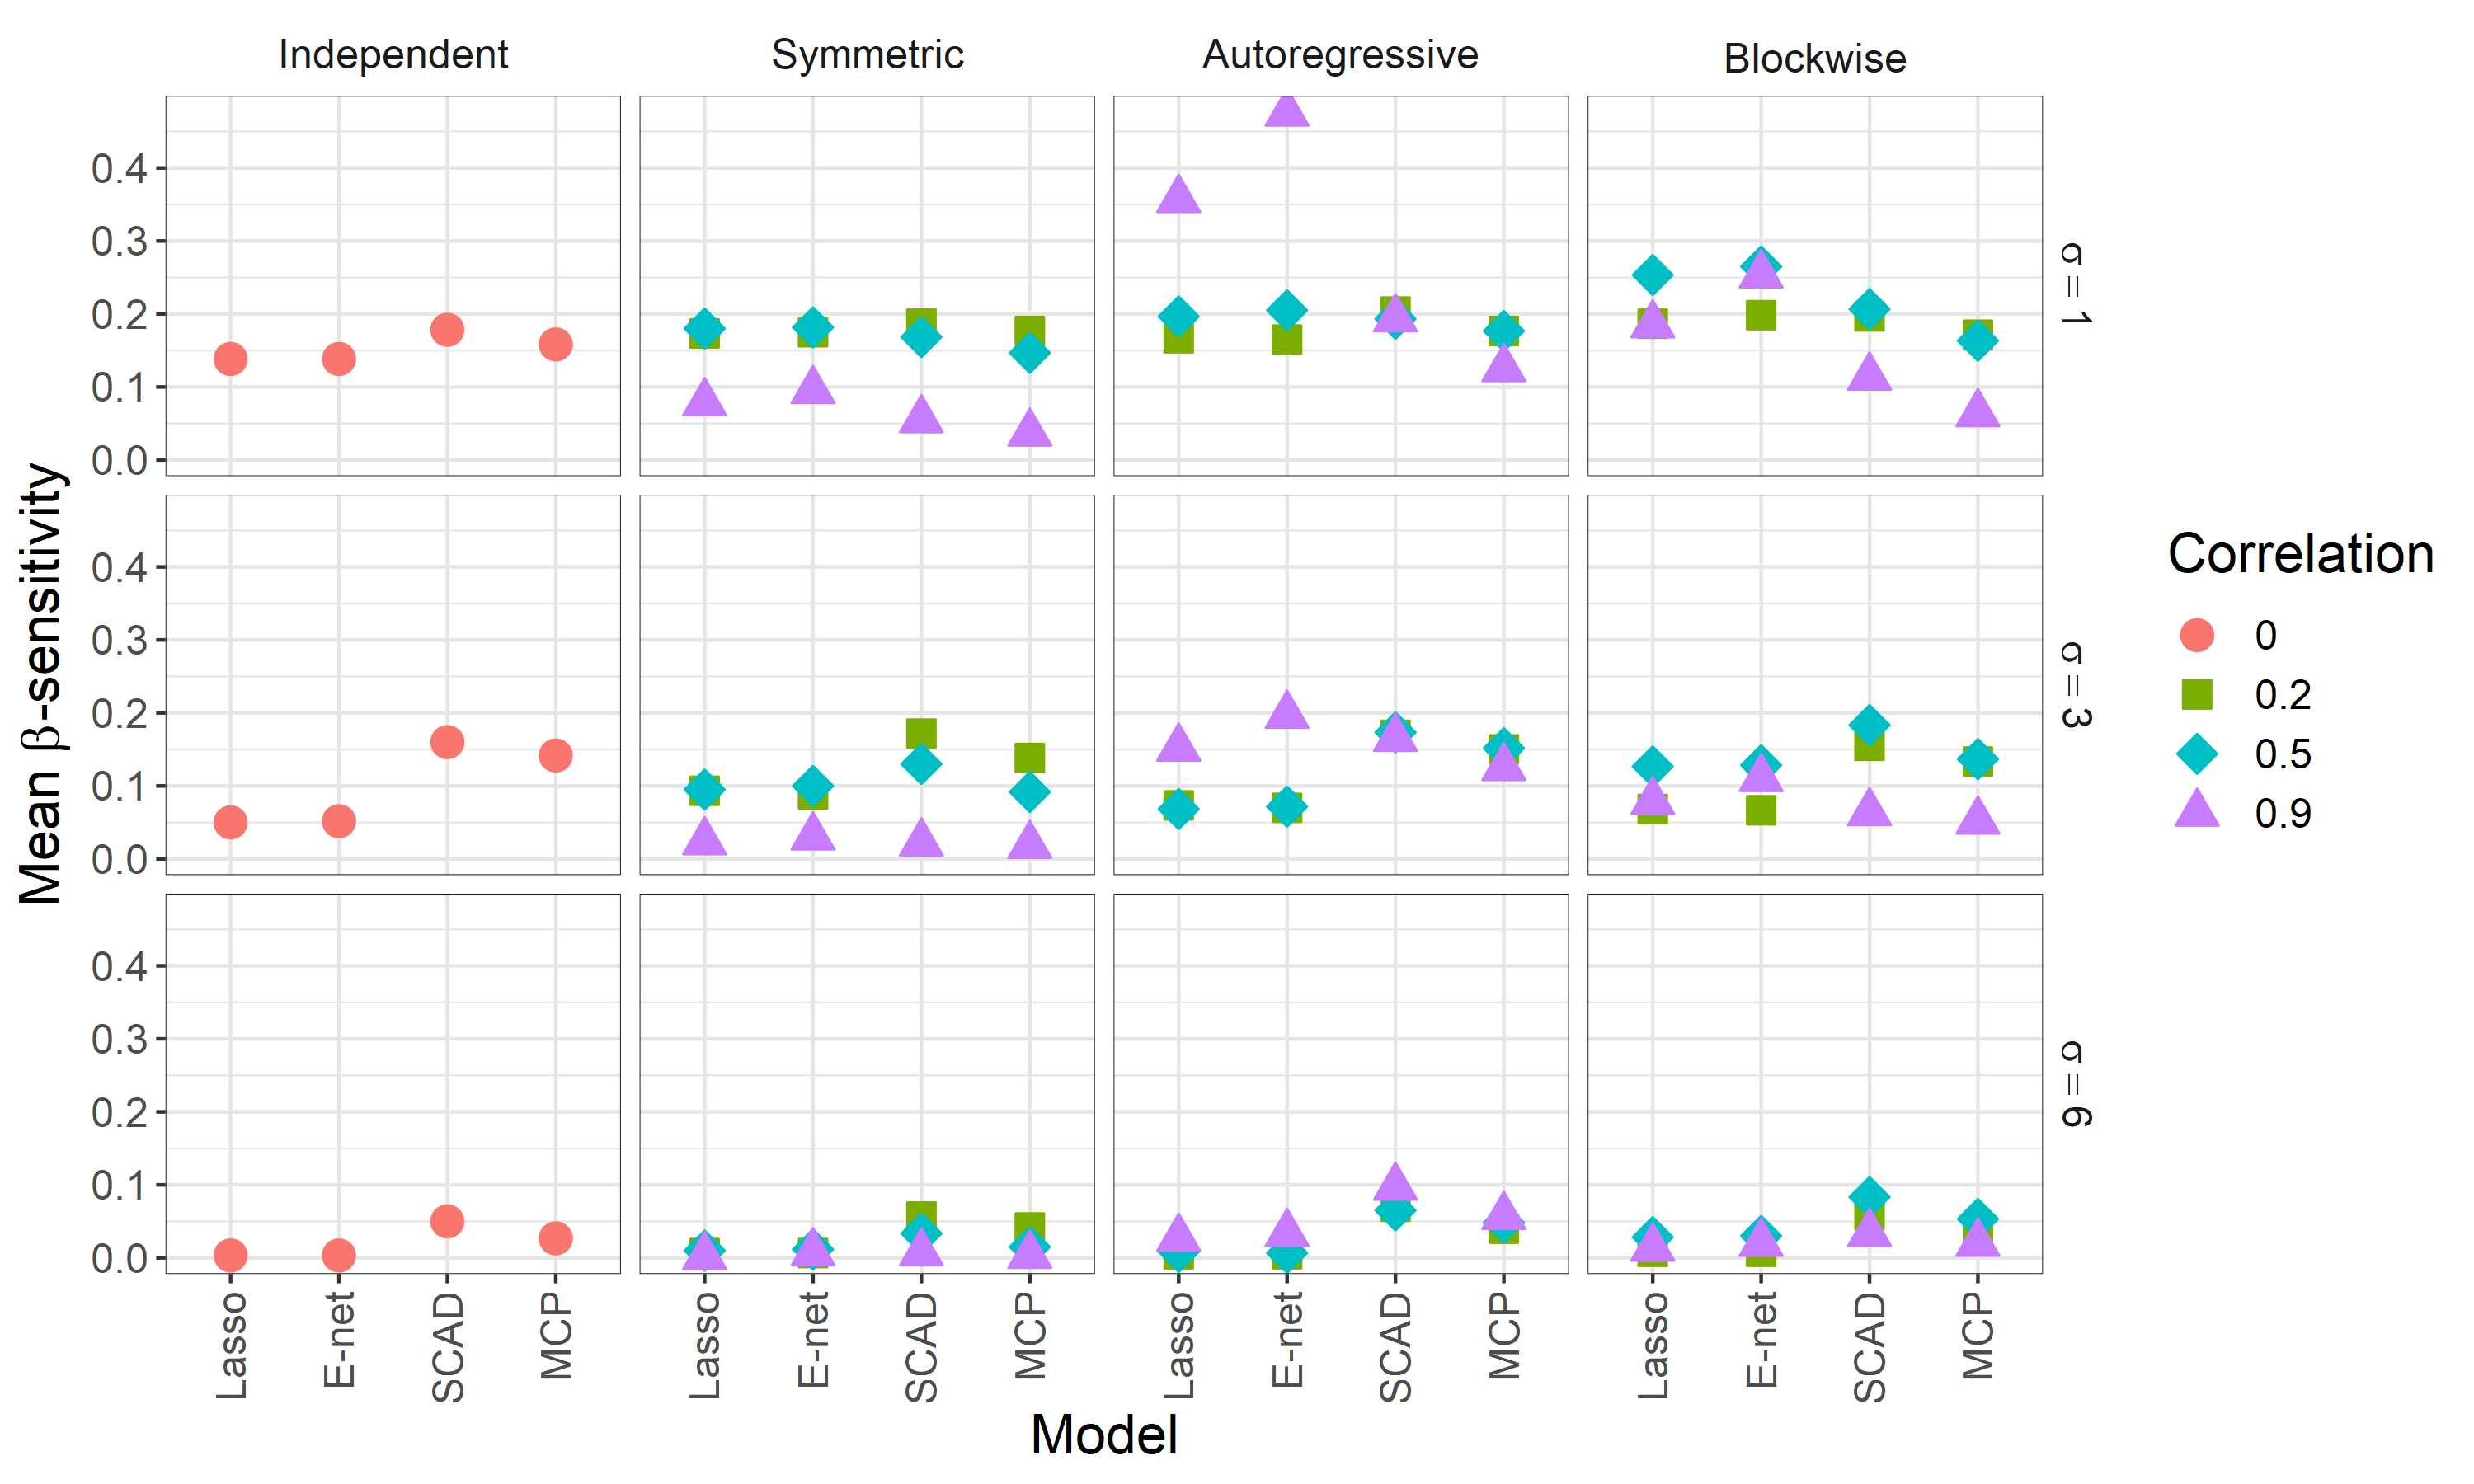 Independent
Symmetric
Autoregressive
Blockwise
Mean β-sensitivity
0.4
0.3
0.2
0.1
0.0
σ = 1
0.4
0.3
0.2
0.1
0.0
σ = 3
0.4
0.3
0.2
0.1
0.0
σ = 6
Lasso
E-net
SCAD
MCP
Lasso
E-net
SCAD
MCP
Lasso
E-net
SCAD
MCP
Lasso
E-net
SCAD
MCP
Model
Correlation
0
0.2
0.5
0.9